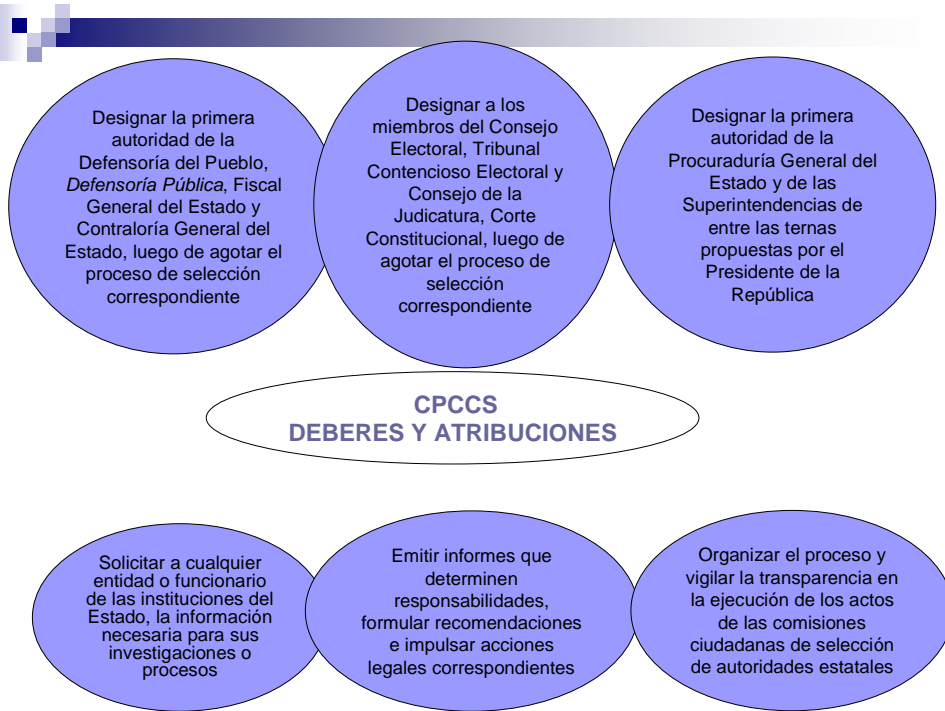 Designar la primera
autoridad de la
Defensoría del Pueblo,
Defensoría Pública, Fiscal
General del Estado y
Contraloría General del
Estado, luego de agotar el
proceso de selección
correspondiente
Designar a los
miembros del Consejo
Electoral, Tribunal
Contencioso Electoral y
Consejo de la
Judicatura, Corte
Constitucional, luego de
agotar el proceso de
selección
correspondiente
Designar la primera
autoridad de la
Procuraduría General del
Estado y de las
Superintendencias de
entre las ternas
propuestas por el
Presidente de la
República
CPCCS
DEBERES Y ATRIBUCIONES
Solicitar a cualquier
entidad o funcionario
de las instituciones del
Estado, la información
necesaria para sus
investigaciones o
procesos
Emitir informes que
determinen
responsabilidades,
formular recomendaciones
e impulsar acciones
legales correspondientes
Organizar el proceso y
vigilar la transparencia en
la ejecución de los actos
de las comisiones
ciudadanas de selección
de autoridades estatales